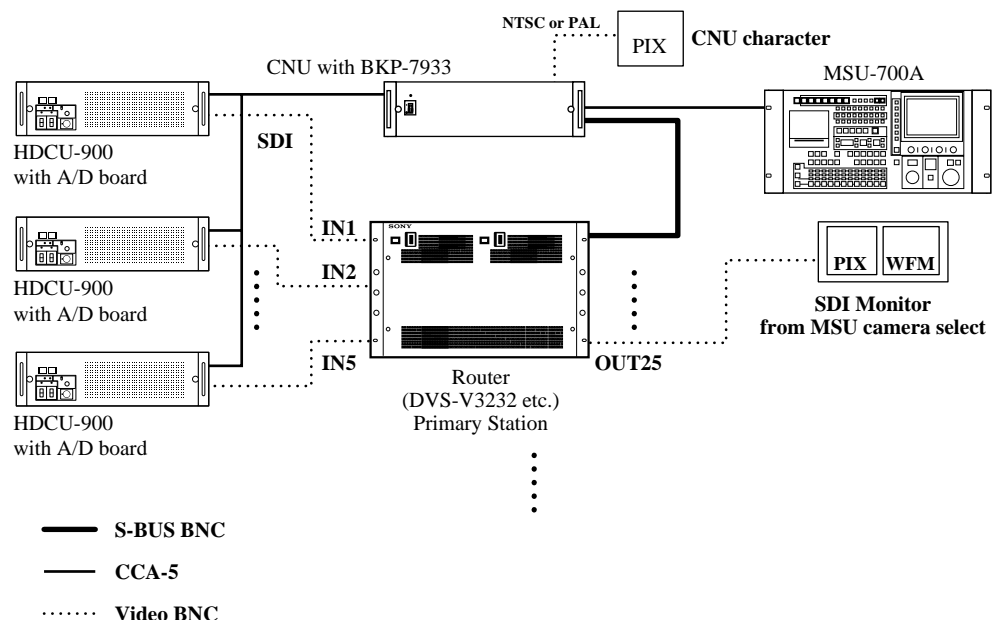 NTSC or PAL
PIX
CNU character
CNU with BKP-7933
MSU-700A
SDI
HDCU-900
with A/D board
IN1
SONY
HDCU-900
with A/D board
IN2
PIX
WFM
SDI Monitor
from MSU camera select
IN5
OUT25
HDCU-900
with A/D board
Router
(DVS-V3232 etc.)
Primary Station
S-BUS BNC
CCA-5
Video BNC